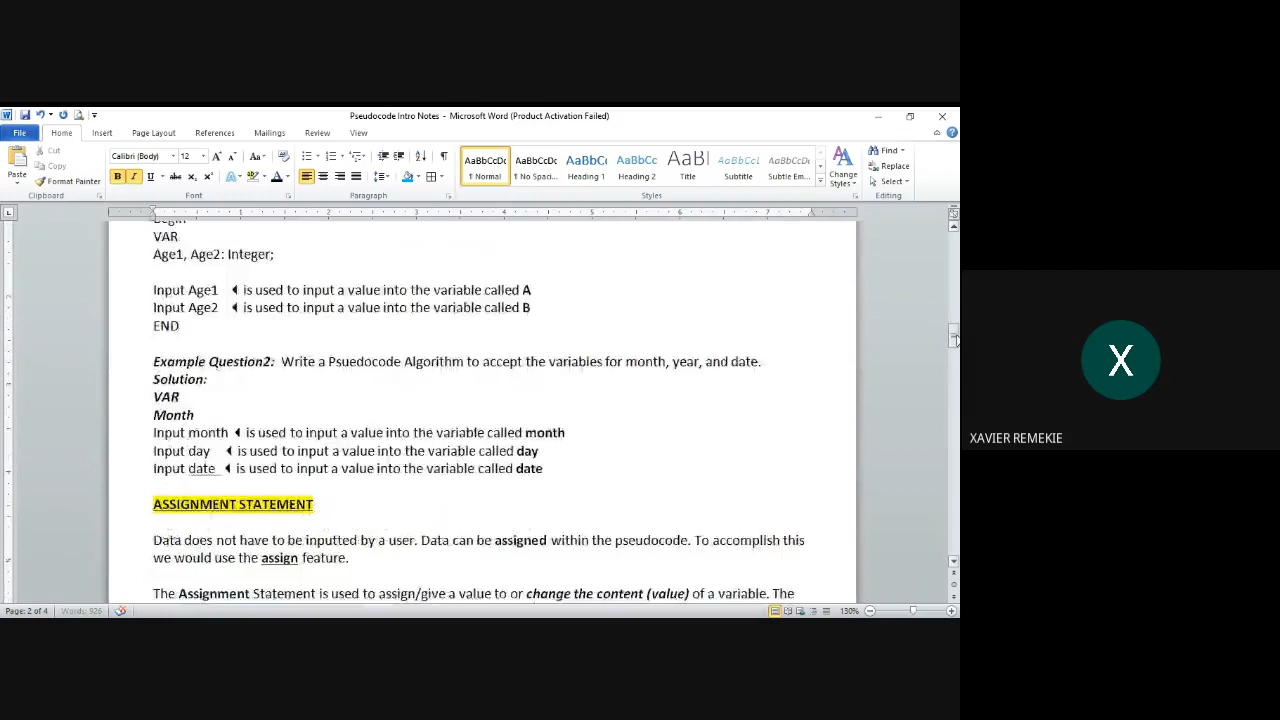 Pseudocode Intro Notes - Microsoft Word (Product Activation Failed)
File Home Insert Page Layout References Mailings Review View
Cut
Copy
Format Painter
Paste
Clipboard
Calibri (Body) 12
Font
Paragraph
AaBbCcDc AaBbCcDc AaBbCc AaBbCc AaBl AaBbCcl AaBbCcDc
¶ Normal ¶ No Spaci... Heading 1 Heading 2 Title Subtitle Subtle Em...
Change Styles
Styles
Find
Replace
Select
Editing
Begin
VAR
Age1, Age2: Integer;
Input Age1 is used to input a value into the variable called A
Input Age2 is used to input a value into the variable called B
END
Example Question2: Write a Psuedocode Algorithm to accept the variables for month, year, and date.
Solution:
VAR
Month
Input month is used to input a value into the variable called month
Input day is used to input a value into the variable called day
Input date is used to input a value into the variable called date
ASSIGNMENT STATEMENT
Data does not have to be inputted by a user. Data can be assigned within the pseudocode. To accomplish this
we would use the assign feature.
The Assignment Statement is used to assign/give a value to or change the content (value) of a variable. The
Page: 2 of 4 Words: 926 130%
X
XAVIER REMEKIE